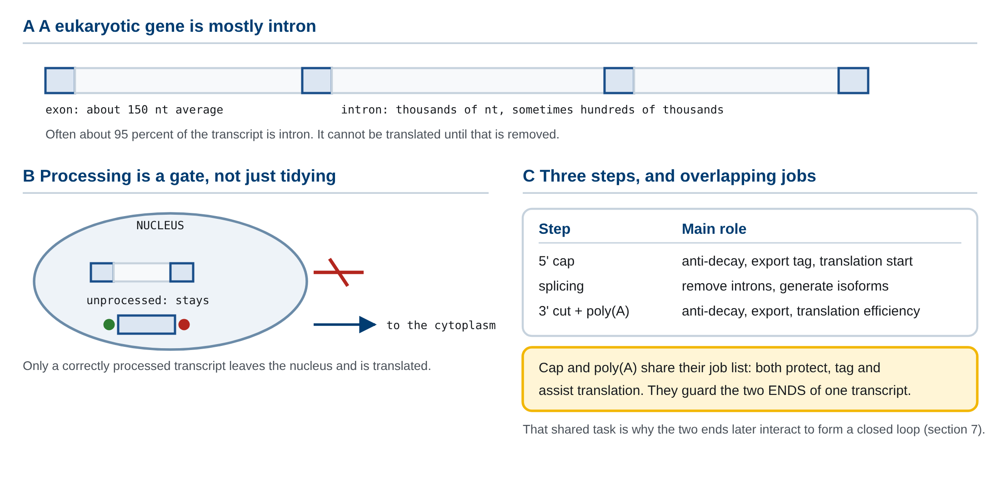 A A eukaryotic gene is mostly intron
exon: about 150 nt average
intron: thousands of nt, sometimes hundreds of thousands
Often about 95 percent of the transcript is intron. It cannot be translated until that is removed.
B Processing is a gate, not just tidying
NUCLEUS
unprocessed: stays
to the cytoplasm
Only a correctly processed transcript leaves the nucleus and is translated.
C Three steps, and overlapping jobs
Step Main role
5' cap anti-decay, export tag, translation start
splicing remove introns, generate isoforms
3' cut + poly(A) anti-decay, export, translation efficiency
Cap and poly(A) share their job list: both protect, tag and
assist translation. They guard the two ENDS of one transcript.
That shared task is why the two ends later interact to form a closed loop (section 7).